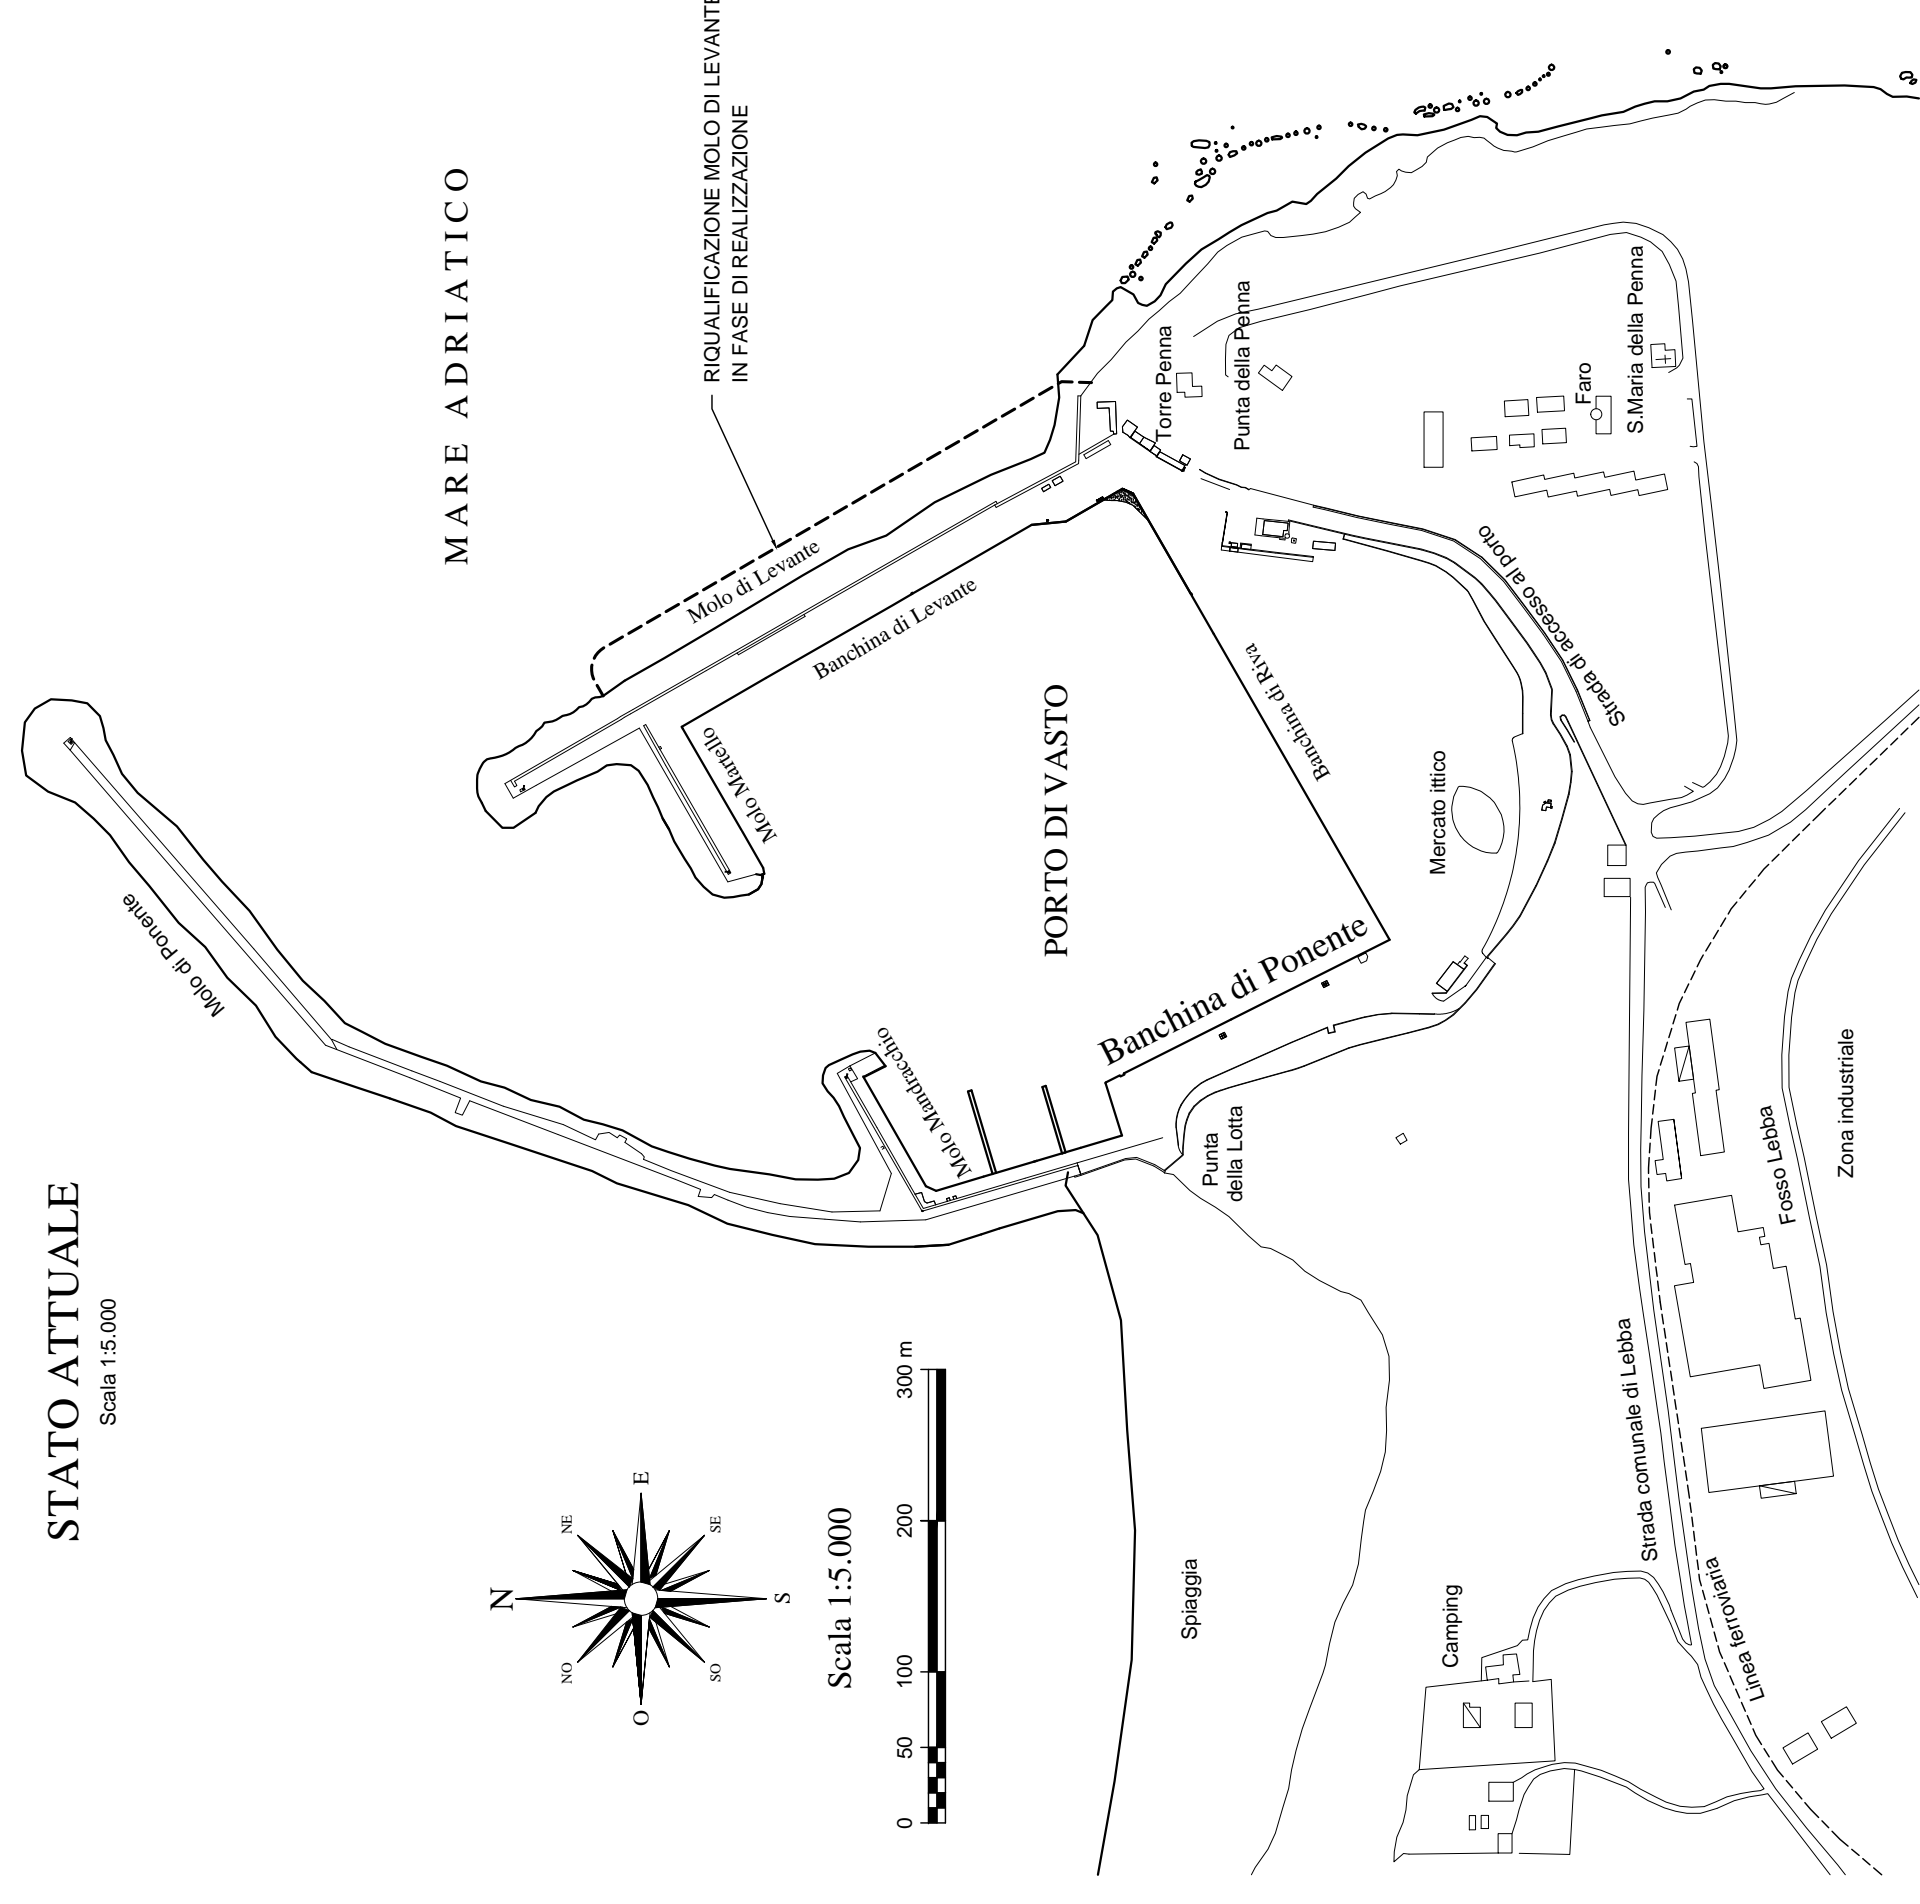 STATO ATTUALE
Scala 1:5.000
MARE ADRIATICO
RIQUALIFICAZIONE MOLO DI LEVANTE
IN FASE DI REALIZZAZIONE
Molo di Ponente
Molo di Levante
Banchina di Levante
Molo Martello
PORTO DI VASTO
Banchina di Riva
Banchina di Ponente
Molo Mandracchio
Torre Penna
Punta della Penna
Faro
S.Maria della Penna
Strada di accesso al porto
Mercato ittico
Punta
della Lotta
Fosso Lebba
Zona industriale
Strada comunale di Lebba
Linea ferroviaria
Camping
Spiaggia
N
NE
E
SE
S
SO
O
NO
Scala 1:5.000
0 50 100 200 300 m